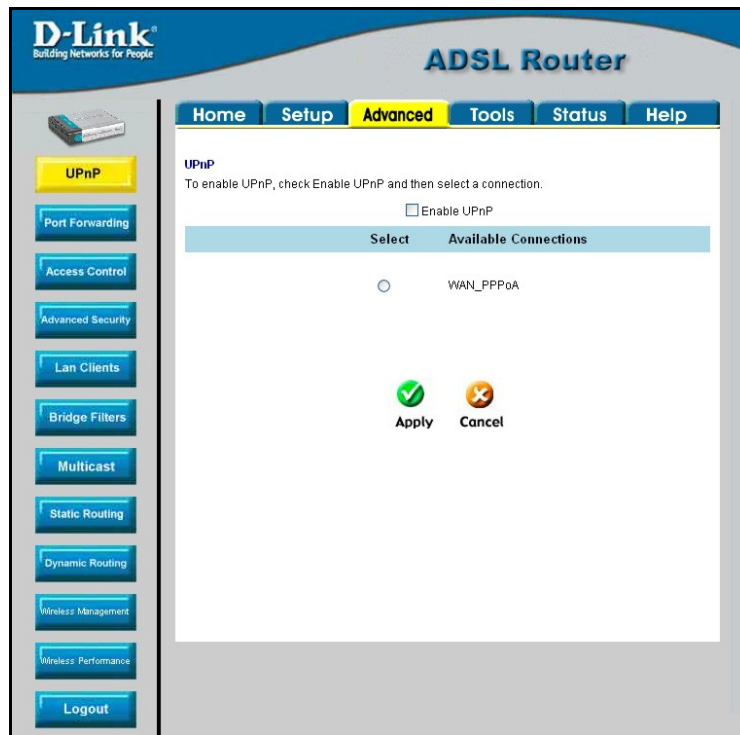 D-Link®
Building Networks for People
ADSL Router
Home Setup Advanced Tools Status Help
UPnP
Port Forwarding
Access Control
Advanced Security
Lan Clients
Bridge Filters
Multicast
Static Routing
Dynamic Routing
Wireless Management
Wireless Performance
Logout
UPnP
To enable UPnP, check Enable UPnP and then select a connection.
Enable UPnP
Select Available Connections
WAN_PPPoA
Apply Cancel